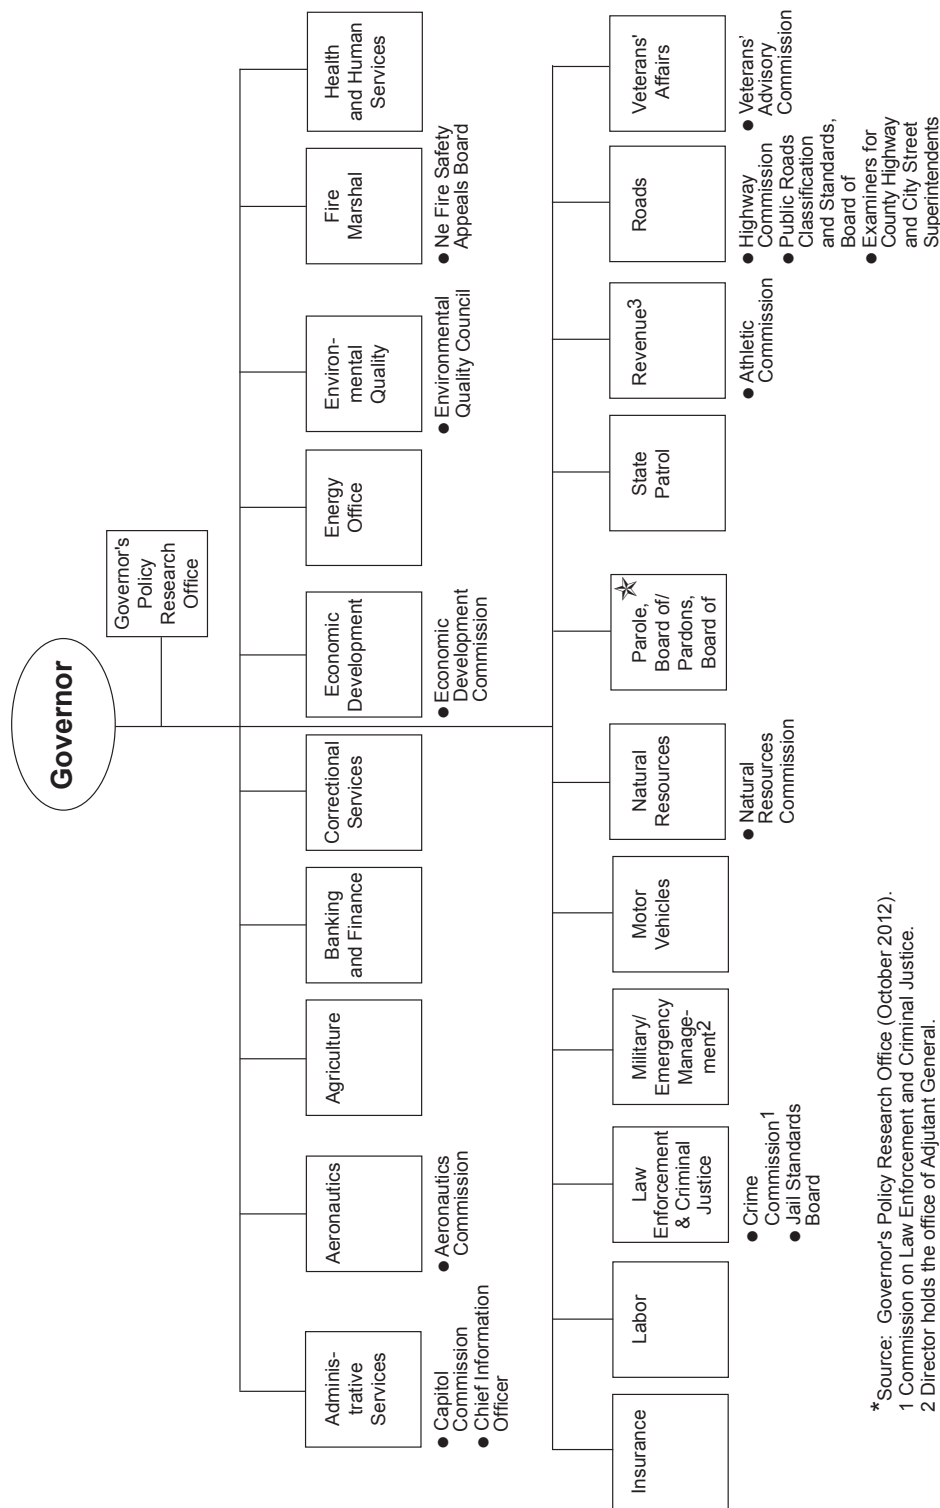 Governor
Governor's
Policy
Research
Office
Adminis-
trative
Services
● Capitol
Commission
● Chief Information
Officer
Aeronautics
● Aeronautics
Commission
Agriculture
Banking
and Finance
Correctional
Services
Economic
Development
● Economic
Development
Commission
Energy
Office
Environ-
mental
Quality
● Environmental
Quality Council
Fire
Marshal
● Ne Fire Safety
Appeals Board
Health
and Human
Services
Insurance
Labor
Law
Enforcement
& Criminal
Justice
● Crime
Commission1
● Jail Standards
Board
Military/
Emergency
Manage-
ment2
Motor
Vehicles
Natural
Resources
● Natural
Resources
Commission
Parole,
Board of/
Pardons,
Board of
State
Patrol
Revenue3
● Athletic
Commission
Roads
● Highway
Commission
● Public Roads
Classification
and Standards,
Board of
● Examiners for
County Highway
and City Street
Superintendents
Veterans'
Affairs
● Veterans'
Advisory
Commission
*Source: Governor's Policy Research Office (October 2012).
1 Commission on Law Enforcement and Criminal Justice.
2 Director holds the office of Adjutant General.